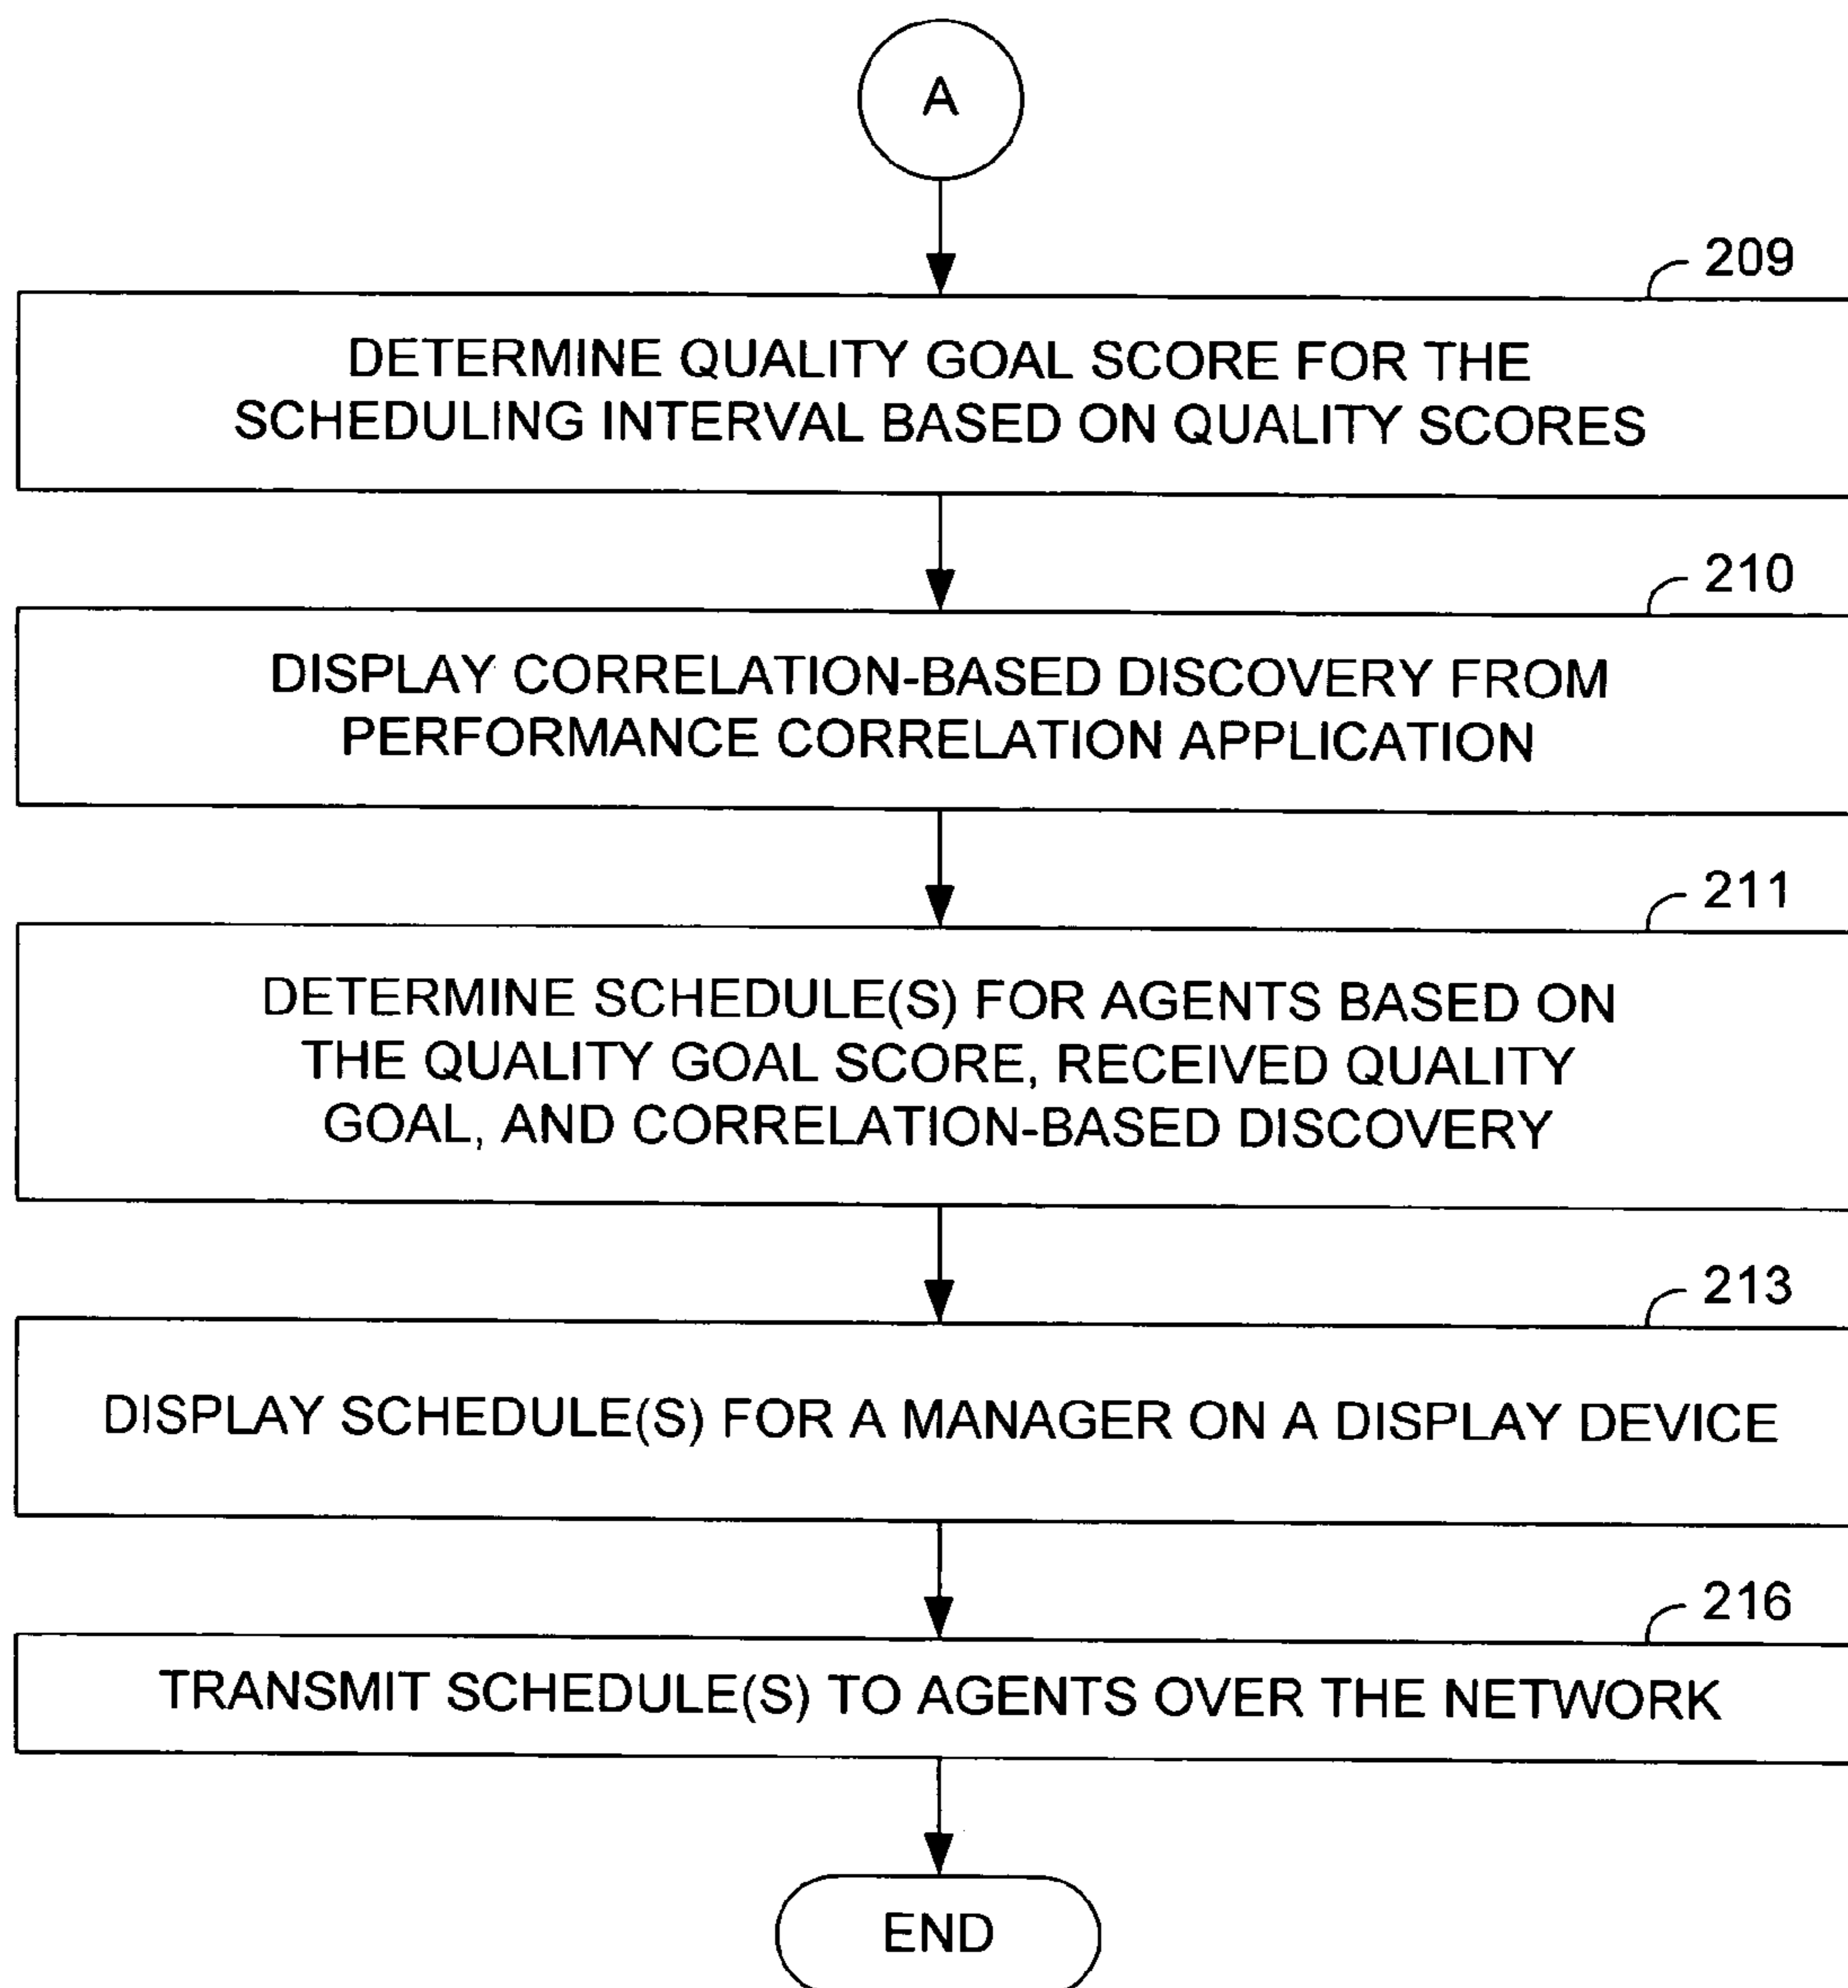 A
209
DETERMINE QUALITY GOAL SCORE FOR THE
SCHEDULING INTERVAL BASED ON QUALITY SCORES
210
DISPLAY CORRELATION-BASED DISCOVERY FROM
PERFORMANCE CORRELATION APPLICATION
211
DETERMINE SCHEDULE(S) FOR AGENTS BASED ON
THE QUALITY GOAL SCORE, RECEIVED QUALITY
GOAL, AND CORRELATION-BASED DISCOVERY
213
DISPLAY SCHEDULE(S) FOR A MANAGER ON A DISPLAY DEVICE
216
TRANSMIT SCHEDULE(S) TO AGENTS OVER THE NETWORK
END